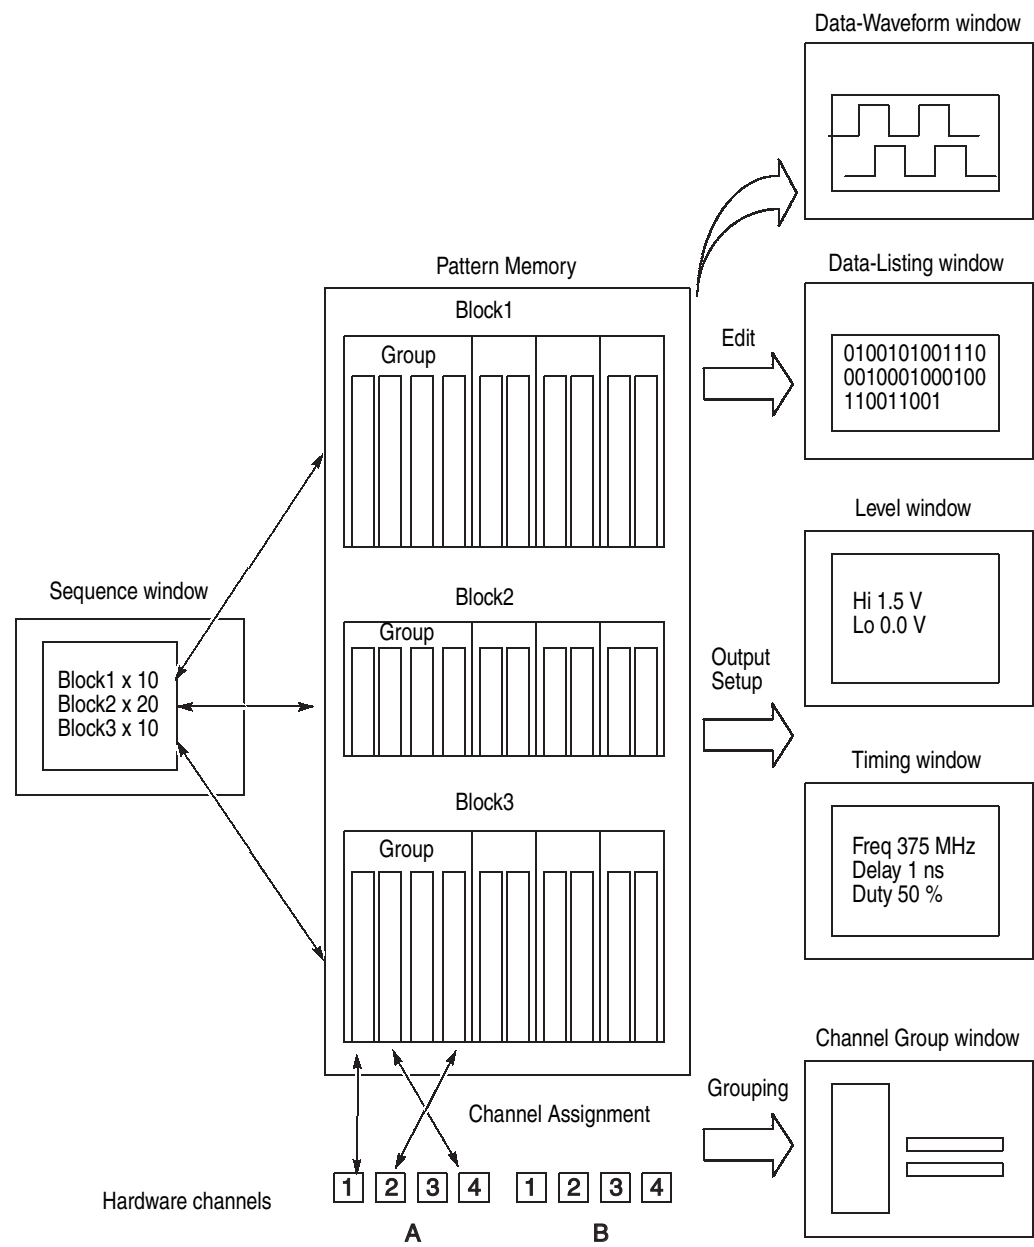 Data-Waveform window
Pattern Memory
Data-Listing window
Block1
Group
Edit
0100101001110
0010001000100
110011001
Level window
Hi 1.5 V
Lo 0.0 V
Sequence window
Block1 x 10
Block2 x 20
Block3 x 10
Block2
Group
Output
Setup
Timing window
Freq 375 MHz
Delay 1 ns
Duty 50 %
Block3
Group
Channel Group window
Grouping
Channel Assignment
Hardware channels
1 2 3 4 1 2 3 4
A B